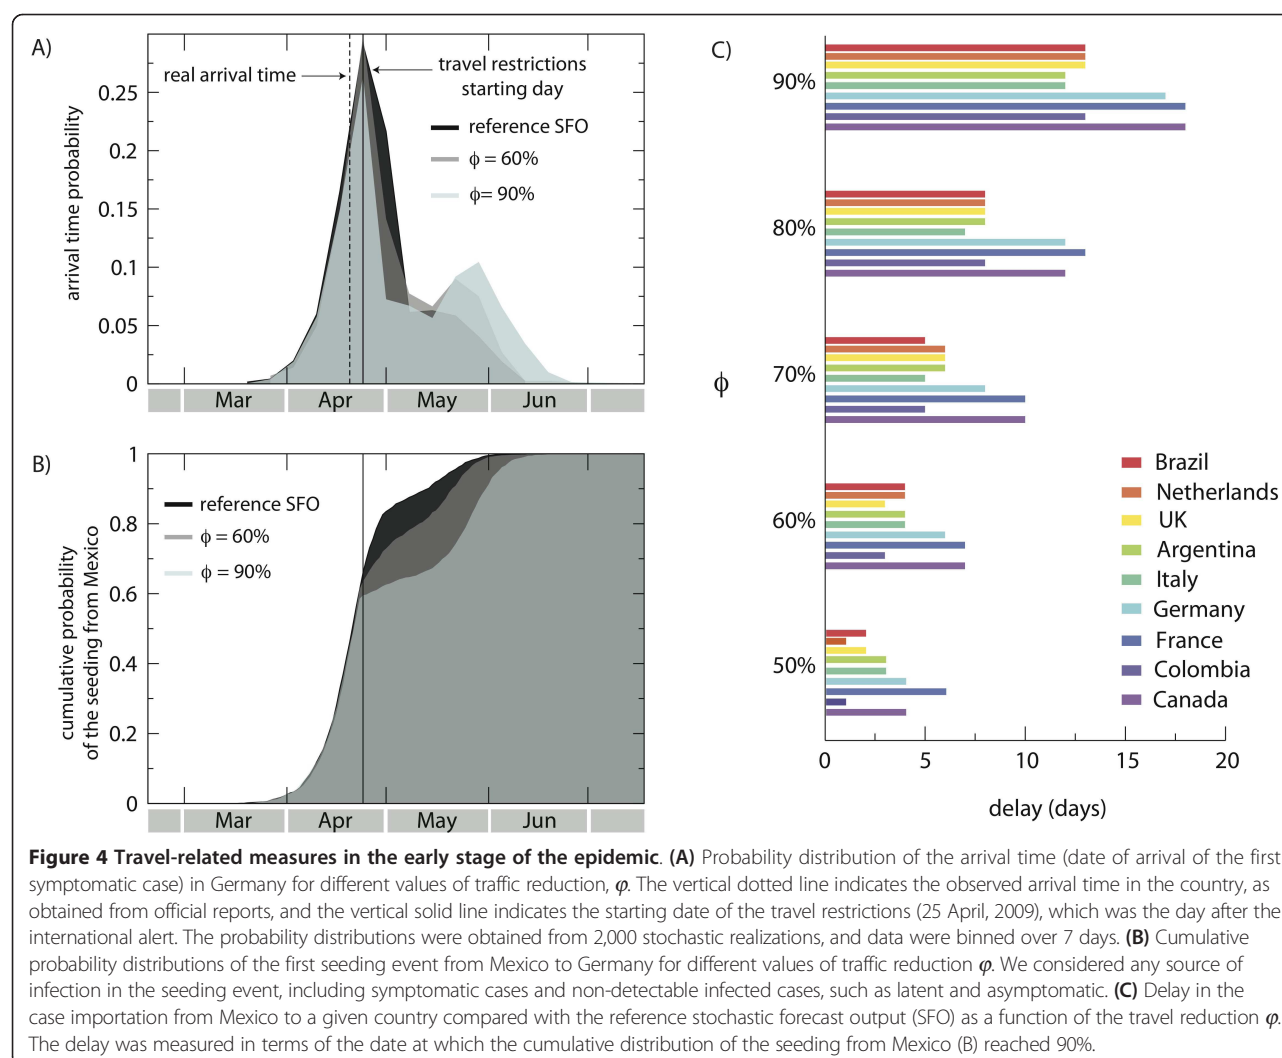 A)
real arrival time
travel restrictions
starting day
reference SFO
ϕ = 60%
ϕ= 90%
arrival time probability
0.25
0.2
0.15
0.1
0.05
0
Mar
Apr
May
Jun
B)
reference SFO
ϕ = 60%
ϕ = 90%
cumulative probability
of the seeding from Mexico
1
0.8
0.6
0.4
0.2
0
Mar
Apr
May
Jun
C)
90%
80%
70%
60%
50%
ϕ
Brazil
Netherlands
UK
Argentina
Italy
Germany
France
Colombia
Canada
0
5
10
15
20
delay (days)
Figure 4 Travel-related measures in the early stage of the epidemic. (A) Probability distribution of the arrival time (date of arrival of the first
symptomatic case) in Germany for different values of traffic reduction, φ. The vertical dotted line indicates the observed arrival time in the country, as
obtained from official reports, and the vertical solid line indicates the starting date of the travel restrictions (25 April, 2009), which was the day after the
international alert. The probability distributions were obtained from 2,000 stochastic realizations, and data were binned over 7 days. (B) Cumulative
probability distributions of the first seeding event from Mexico to Germany for different values of traffic reduction φ. We considered any source of
infection in the seeding event, including symptomatic cases and non-detectable infected cases, such as latent and asymptomatic. (C) Delay in the
case importation from Mexico to a given country compared with the reference stochastic forecast output (SFO) as a function of the travel reduction φ.
The delay was measured in terms of the date at which the cumulative distribution of the seeding from Mexico (B) reached 90%.